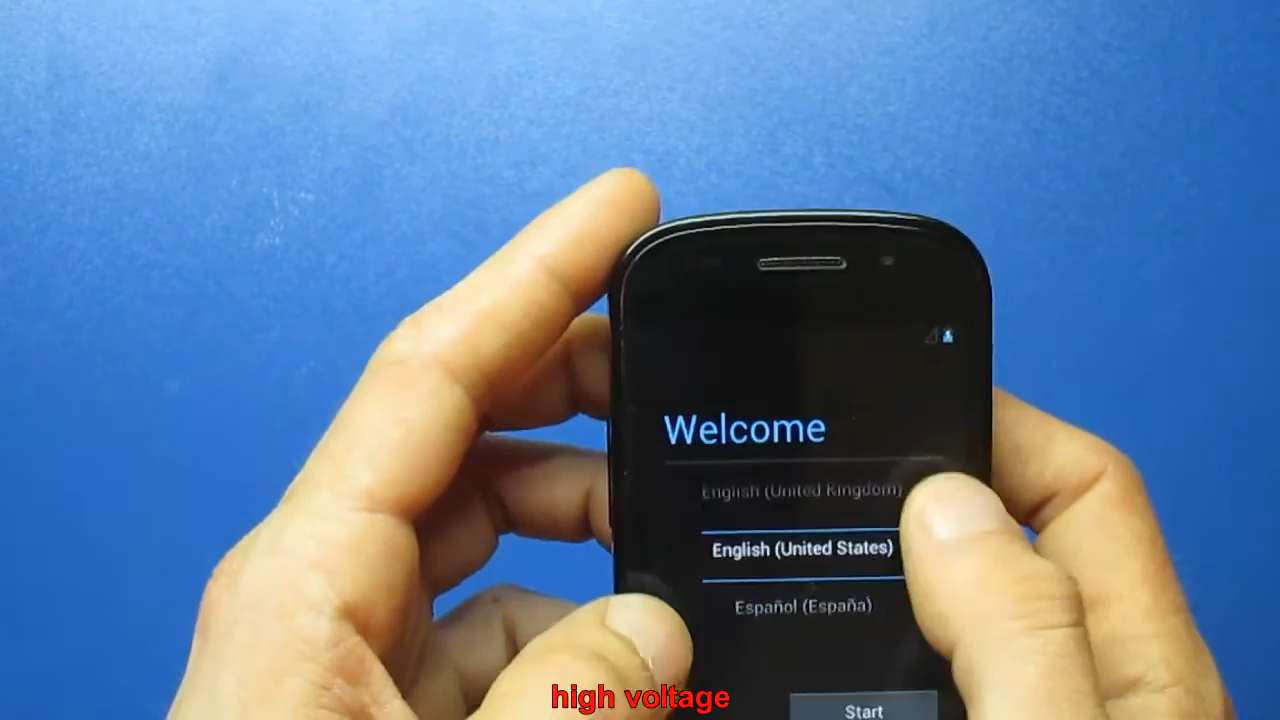 Welcome
English (United Kingdom)
English (United States)
Español (España)
Start
high voltage